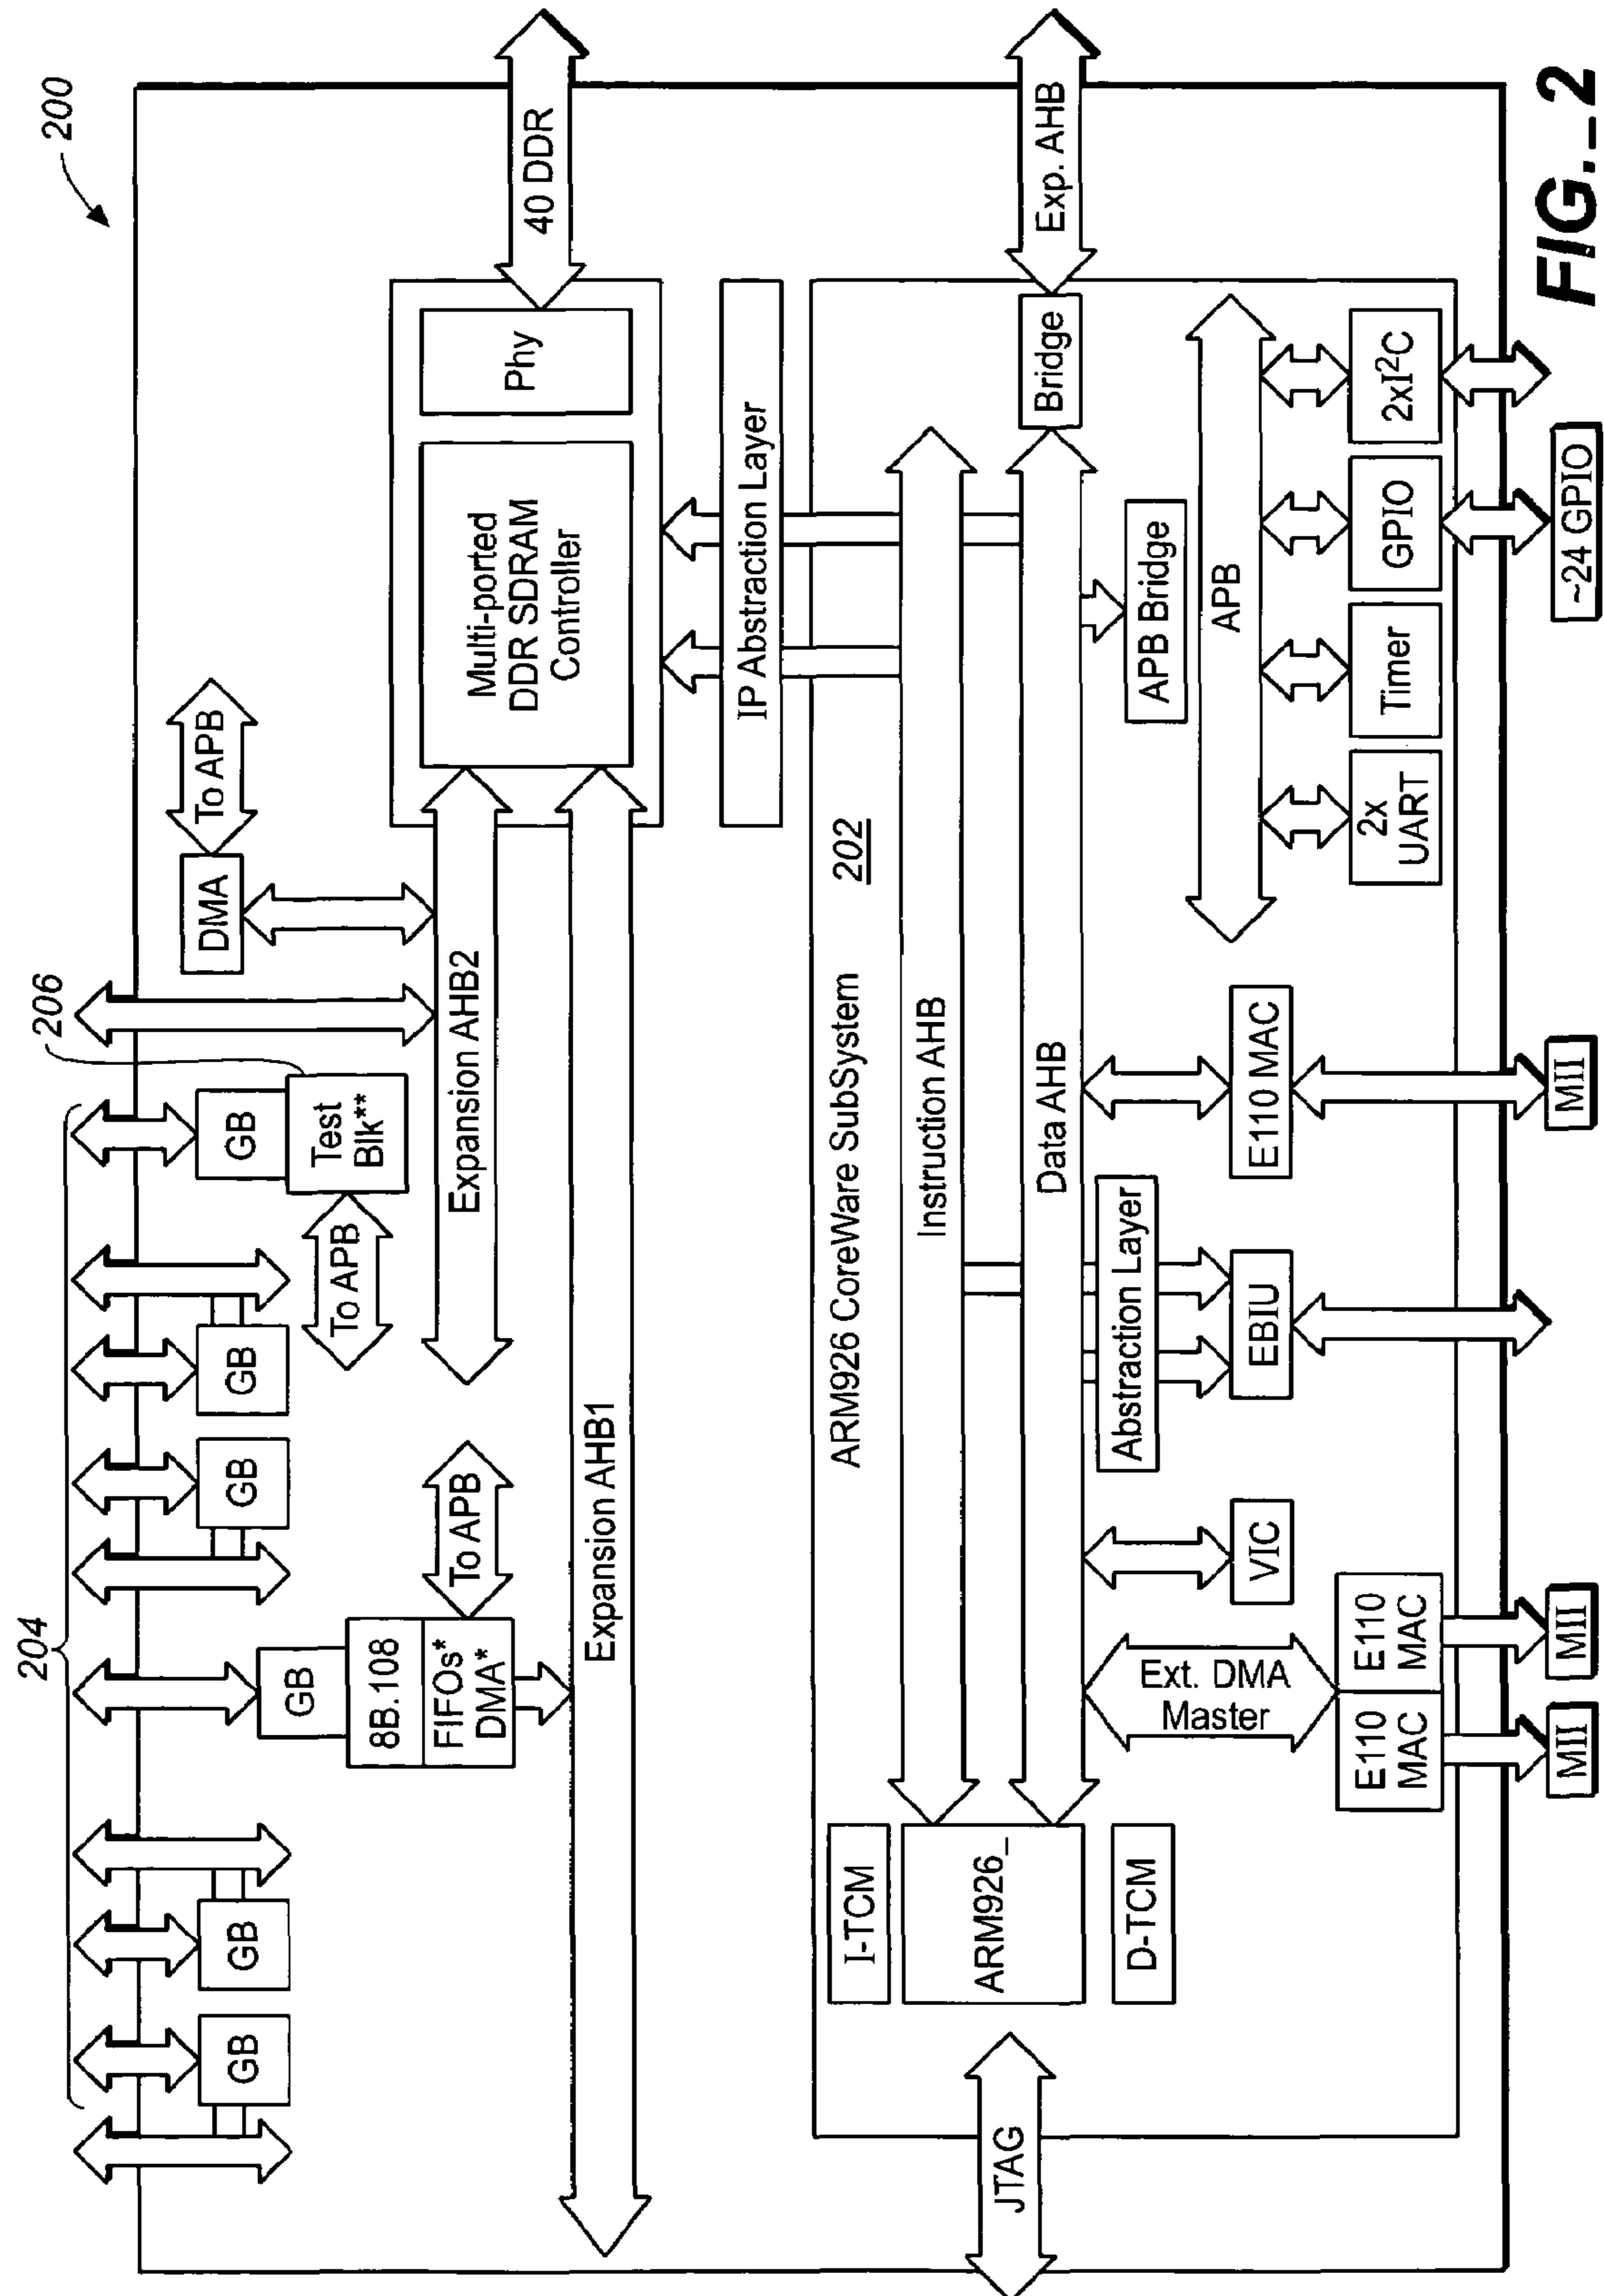 200
204
206
GB
GB
GB
GB
GB
GB
8B.108
FIFOs*
DMA*
To APB
Test
Blk**
To APB
DMA
To APB
Expansion AHB2
Expansion AHB1
Multi-ported
DDR SDRAM
Controller
Phy
40 DDR
IP Abstraction Layer
ARM926 CoreWare SubSystem
202
I-TCM
ARM926_
D-TCM
JTAG
Instruction AHB
Data AHB
Bridge
Exp. AHB
Ext. DMA
Master
VIC
Abstraction Layer
EBIU
E110 MAC
APB Bridge
APB
E110
MAC
E110
MAC
2x
UART
Timer
GPIO
2xI²C
MII
MII
MII
~24 GPIO
FIG._2